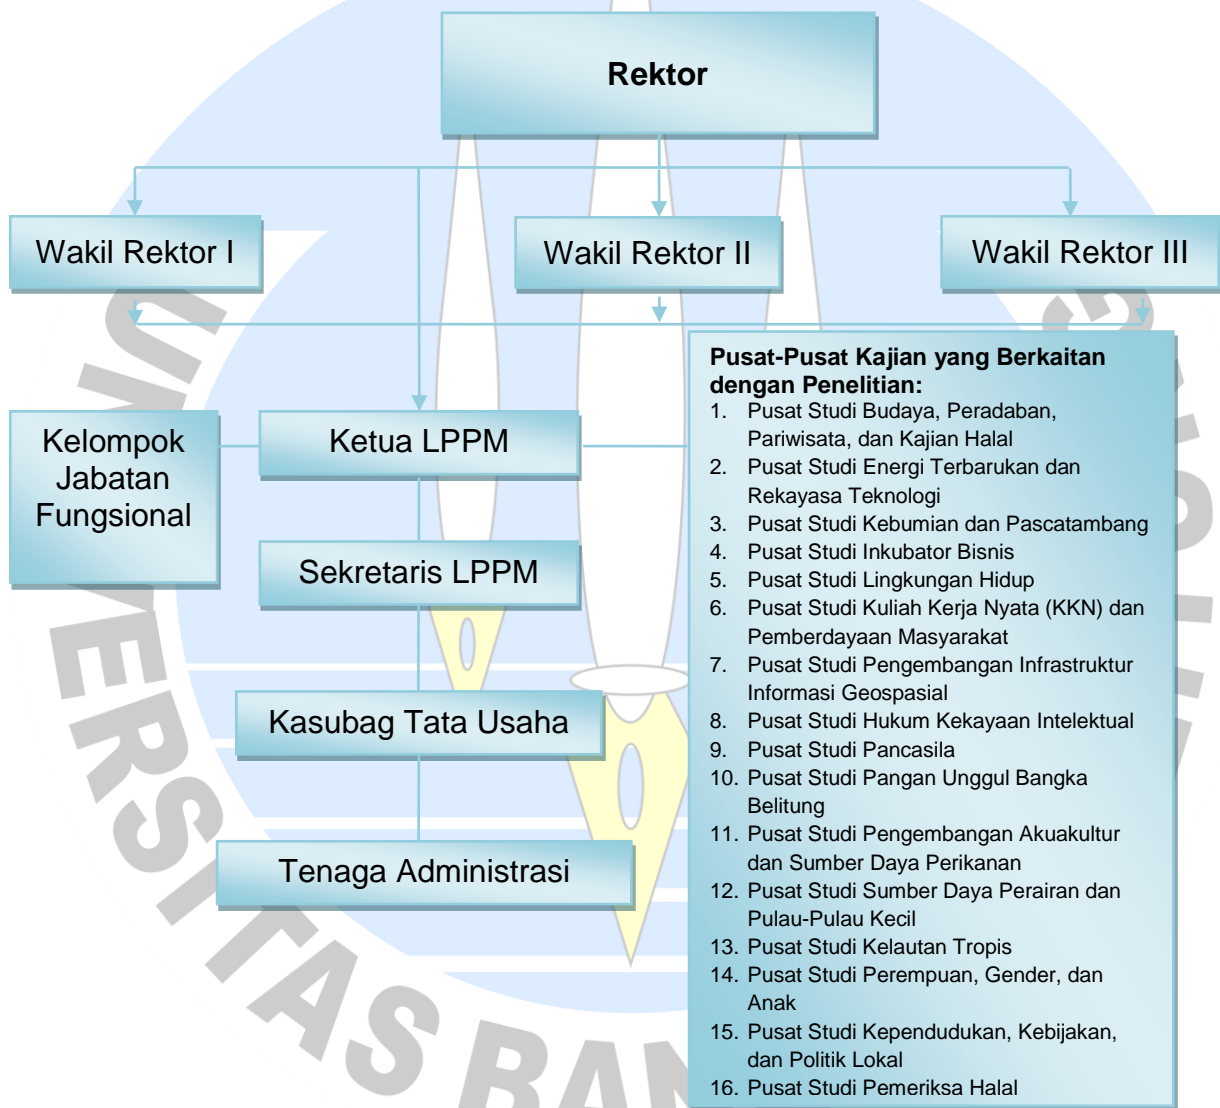 Rektor
Wakil Rektor I
Wakil Rektor II
Wakil Rektor III
Kelompok
Jabatan
Fungsional
Ketua LPPM
Sekretaris LPPM
Kasubag Tata Usaha
Tenaga Administrasi
Pusat-Pusat Kajian yang Berkaitan
dengan Penelitian:
1. Pusat Studi Budaya, Peradaban,
Pariwisata, dan Kajian Halal
2. Pusat Studi Energi Terbarukan dan
Rekayasa Teknologi
3. Pusat Studi Kebumian dan Pascatambang
4. Pusat Studi Inkubator Bisnis
5. Pusat Studi Lingkungan Hidup
6. Pusat Studi Kuliah Kerja Nyata (KKN) dan
Pemberdayaan Masyarakat
7. Pusat Studi Pengembangan Infrastruktur
Informasi Geospasial
8. Pusat Studi Hukum Kekayaan Intelektual
9. Pusat Studi Pancasila
10. Pusat Studi Pangan Unggul Bangka
Belitung
11. Pusat Studi Pengembangan Akuakultur
dan Sumber Daya Perikanan
12. Pusat Studi Sumber Daya Perairan dan
Pulau-Pulau Kecil
13. Pusat Studi Kelautan Tropis
14. Pusat Studi Perempuan, Gender, dan
Anak
15. Pusat Studi Kependudukan, Kebijakan,
dan Politik Lokal
16. Pusat Studi Pemeriksa Halal